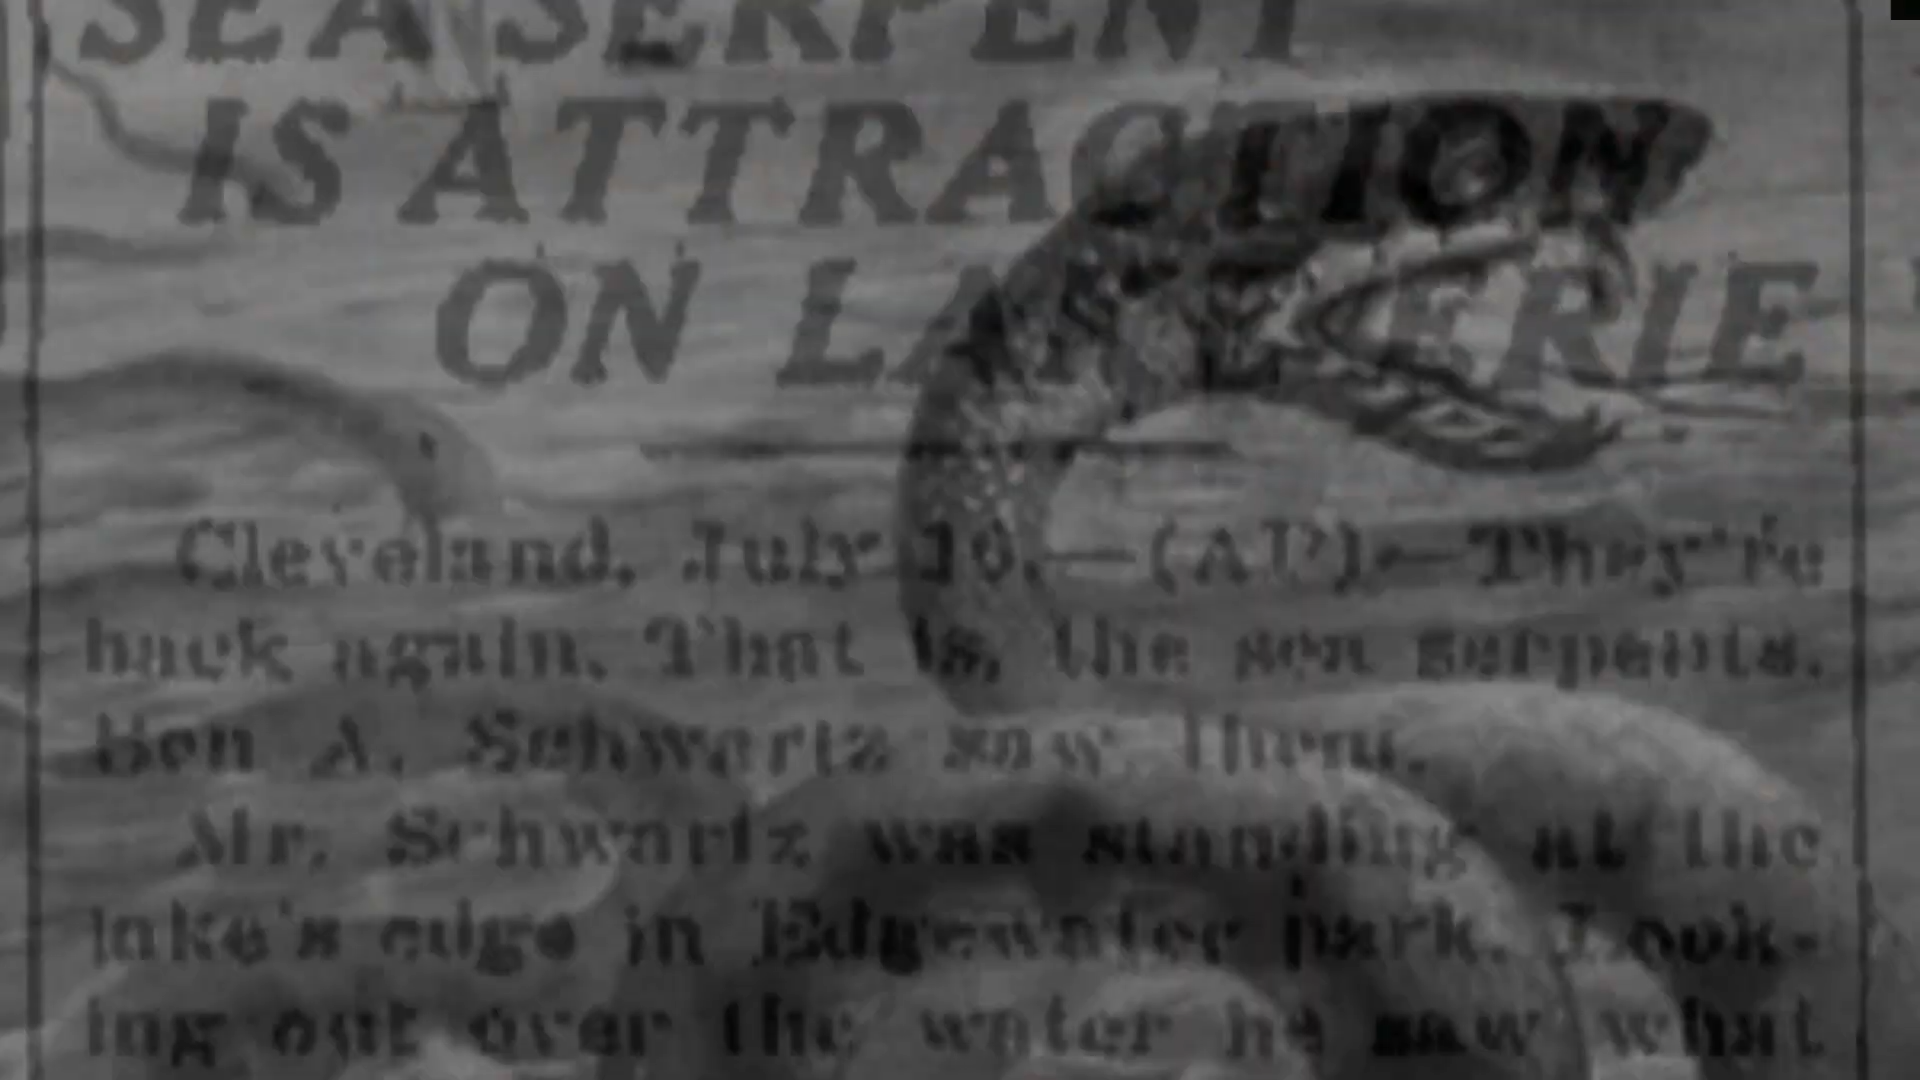 SEA SERPENT
IS ATTRACTION
ON LAKE ERIE
Cleveland, July 16.—(AP).—They're
back again. That is, the sea serpents.
Ben A. Schwartz saw them.
Mr. Schwartz was standing at the
lake's edge in Edgewater park. Look-
ing out over the water he saw what